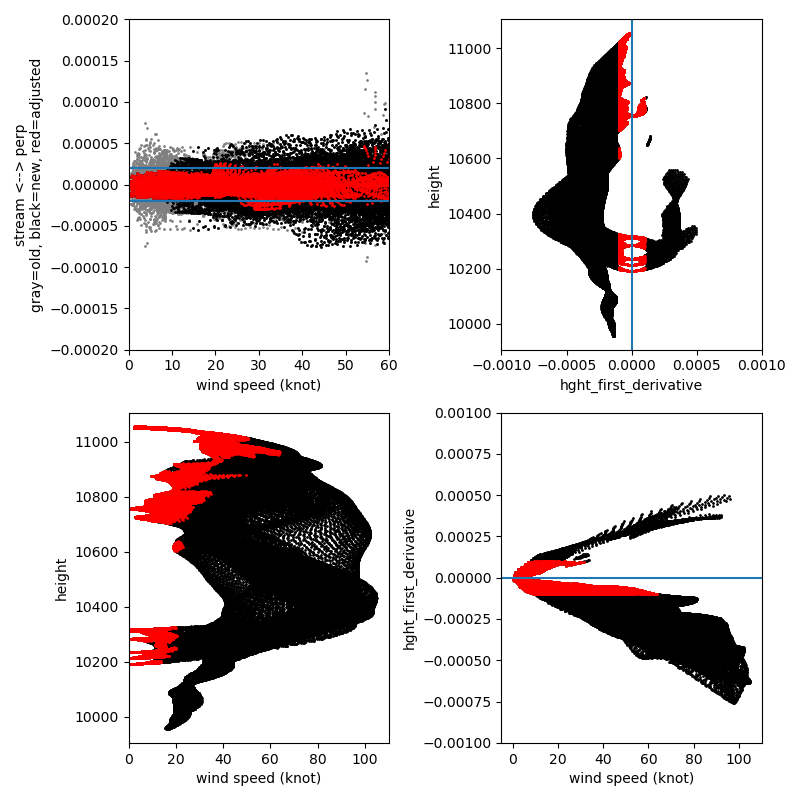 0.00020
0.00015
0.00010
0.00005
0.00000
−0.00005
−0.00010
−0.00015
−0.00020
stream <--> perp
gray=old, black=new, red=adjusted
0 10 20 30 40 50 60
wind speed (knot)
11000
10800
10600
10400
10200
10000
height
−0.0010 −0.0005 0.0000 0.0005 0.0010
hght_first_derivative
11000
10800
10600
10400
10200
10000
height
0 20 40 60 80 100
wind speed (knot)
0.00100
0.00075
0.00050
0.00025
0.00000
−0.00025
−0.00050
−0.00075
−0.00100
hght_first_derivative
0 20 40 60 80 100
wind speed (knot)